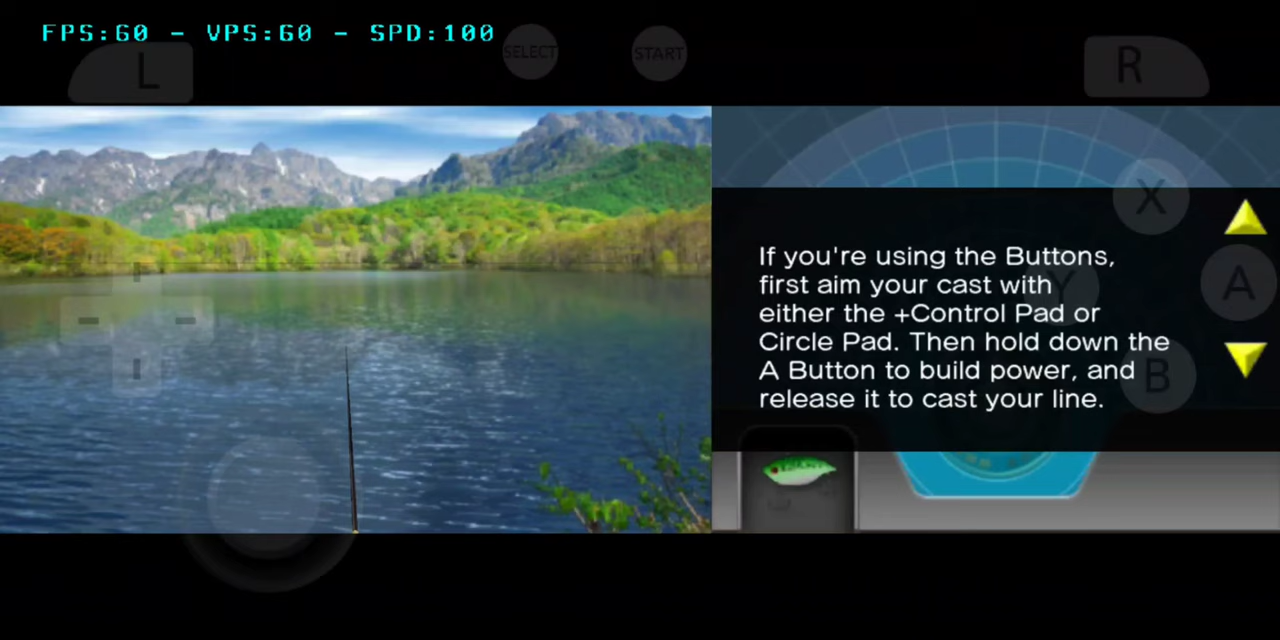 FPS:60 - VPS:60 - SPD:100
SELECT
START
L
R
X
Y
A
B
If you're using the Buttons,
first aim your cast with
either the +Control Pad or
Circle Pad. Then hold down the
A Button to build power, and
release it to cast your line.